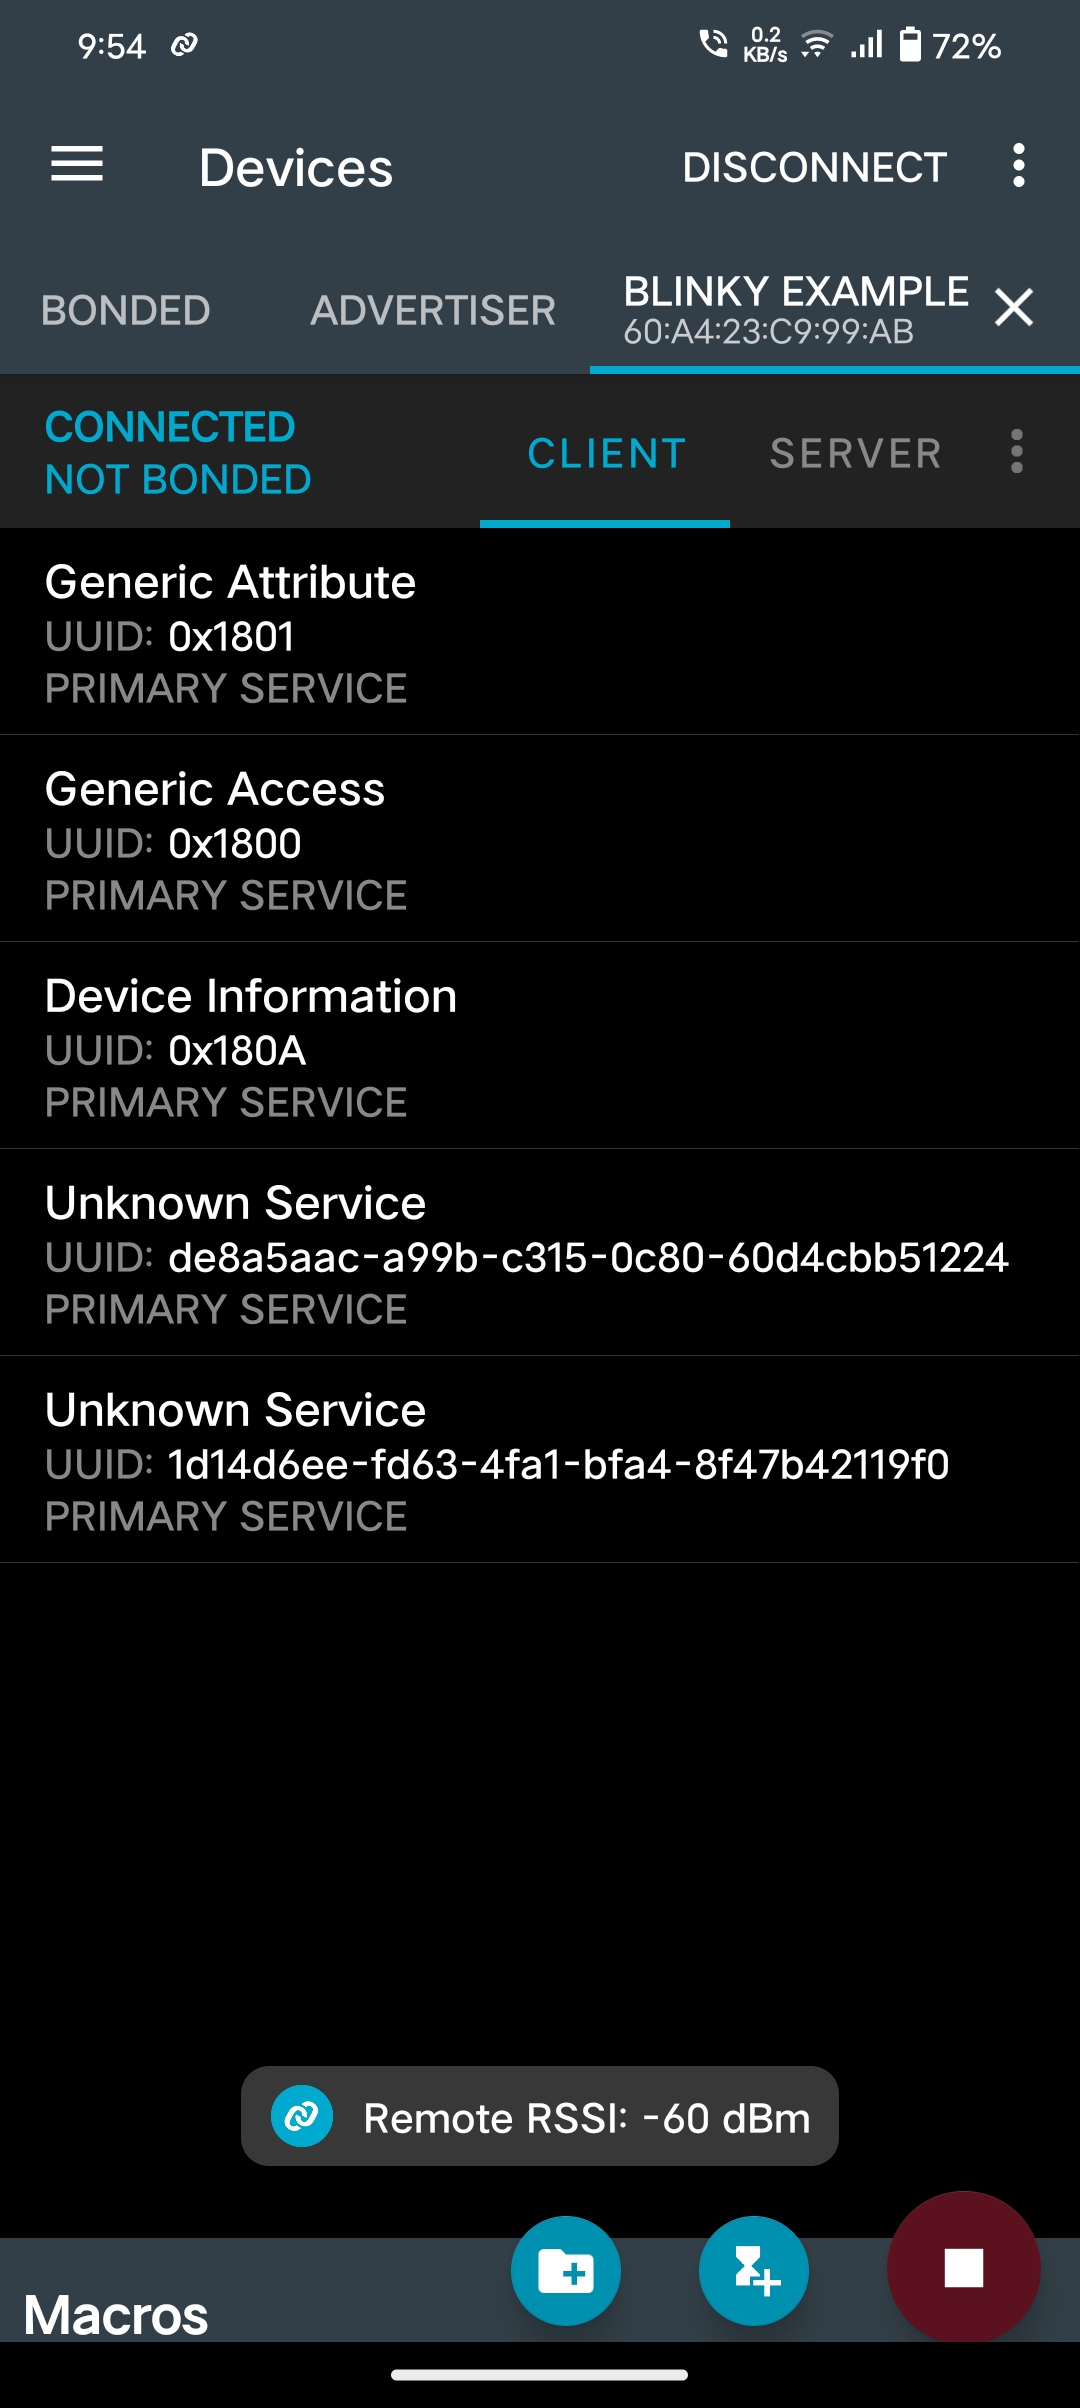 9:54
0.2
KB/s
72%
Devices
DISCONNECT
BONDED
ADVERTISER
BLINKY EXAMPLE
60:A4:23:C9:99:AB
CONNECTED
NOT BONDED
CLIENT
SERVER
Generic Attribute
UUID: 0x1801
PRIMARY SERVICE
Generic Access
UUID: 0x1800
PRIMARY SERVICE
Device Information
UUID: 0x180A
PRIMARY SERVICE
Unknown Service
UUID: de8a5aac-a99b-c315-0c80-60d4cbb51224
PRIMARY SERVICE
Unknown Service
UUID: 1d14d6ee-fd63-4fa1-bfa4-8f47b42119f0
PRIMARY SERVICE
Remote RSSI: -60 dBm
Macros